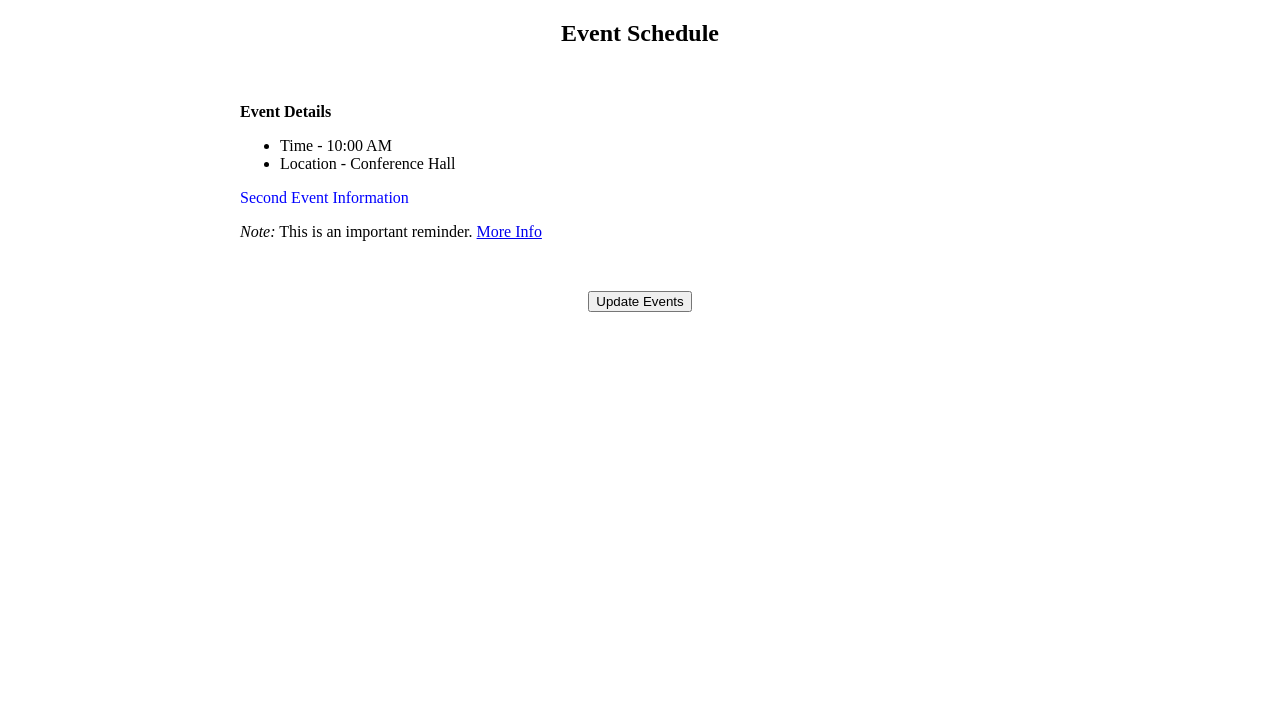 Event Schedule
Event Details
Time - 10:00 AM
Location - Conference Hall
Second Event Information
Note: This is an important reminder. More Info
Update Events